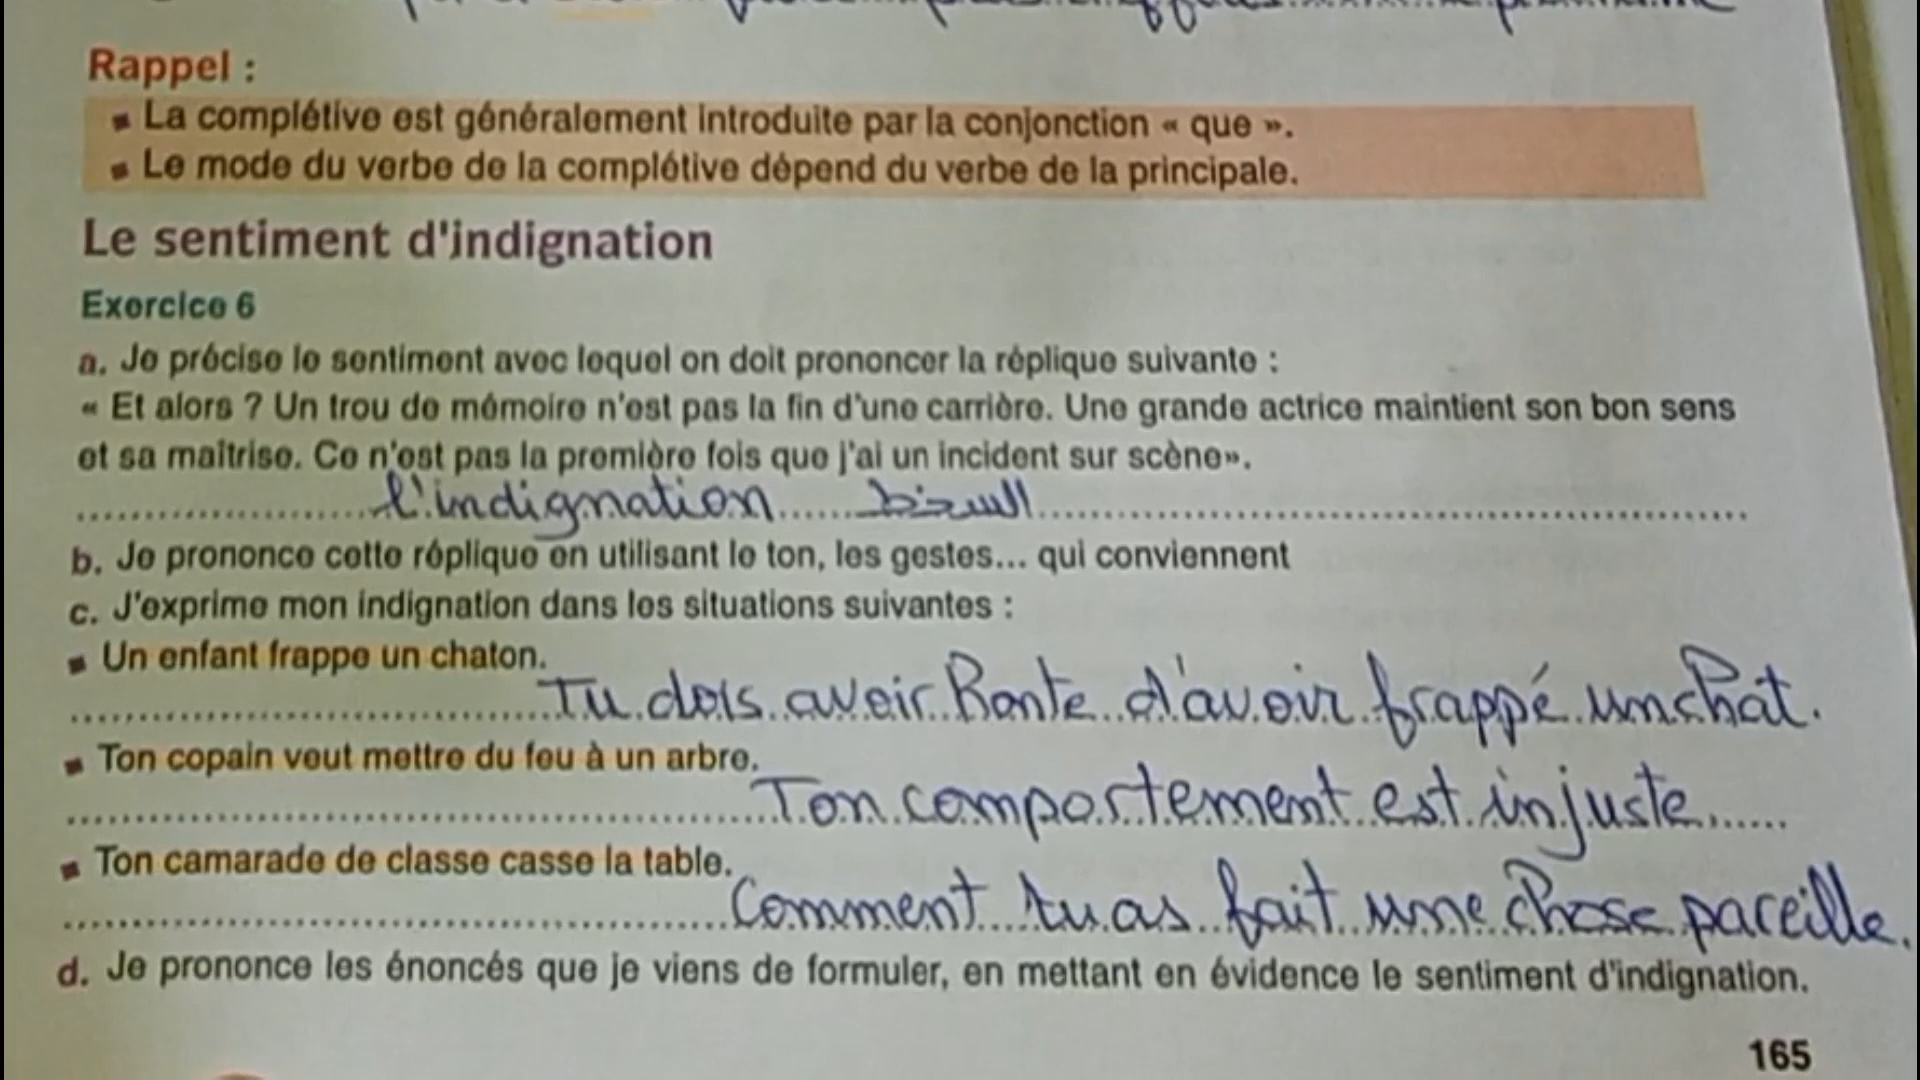 Rappel :
▪ La complétive est généralement introduite par la conjonction « que ».
▪ Le mode du verbe de la complétive dépend du verbe de la principale.
Le sentiment d'indignation
Exercice 6
a. Je précise le sentiment avec lequel on doit prononcer la réplique suivante :
« Et alors ? Un trou de mémoire n'est pas la fin d'une carrière. Une grande actrice maintient son bon sens
et sa maîtrise. Ce n'est pas la première fois que j'ai un incident sur scène».
l'indignation السخط
b. Je prononce cette réplique en utilisant le ton, les gestes... qui conviennent
c. J'exprime mon indignation dans les situations suivantes :
▪ Un enfant frappe un chaton.
Tu dois avoir honte d'avoir frappé un chat.
▪ Ton copain veut mettre du feu à un arbre.
Ton comportement est injuste
▪ Ton camarade de classe casse la table.
Comment tu as fait une chose pareille.
d. Je prononce les énoncés que je viens de formuler, en mettant en évidence le sentiment d'indignation.
165